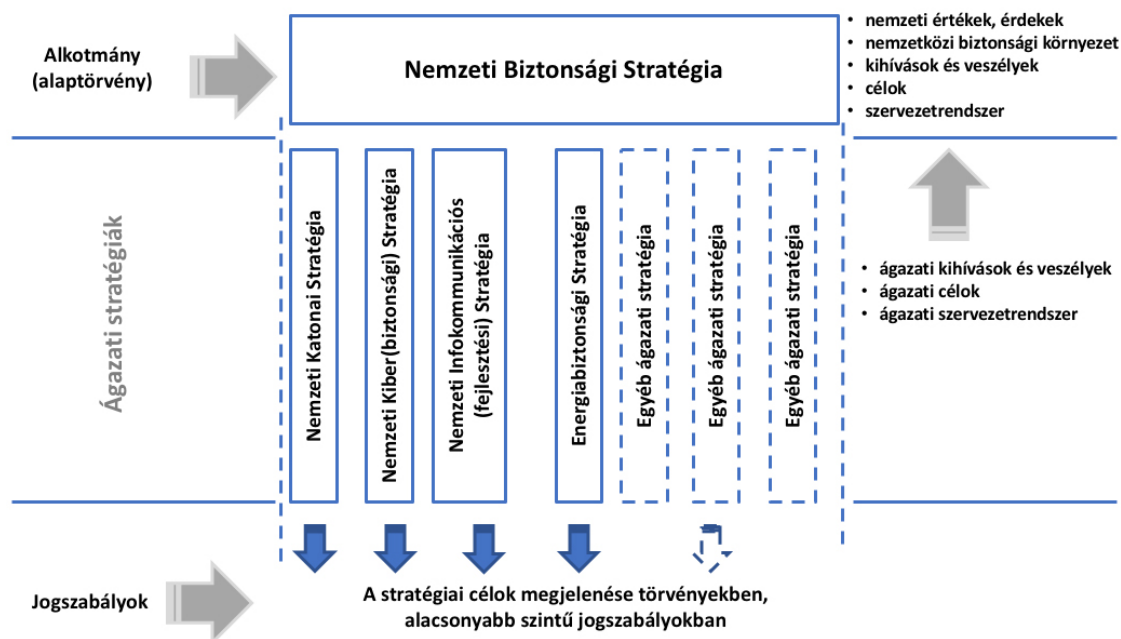 Alkotmány
(alaptörvény)
Nemzeti Biztonsági Stratégia
• nemzeti értékek, érdekek
• nemzetközi biztonsági környezet
• kihívások és veszélyek
• célok
• szervezetrendszer
Ágazati stratégiák
Nemzeti Katonai Stratégia
Nemzeti Kiber(biztonsági) Stratégia
Nemzeti Infokommunikációs
(fejlesztési) Stratégia
Energiabiztonsági Stratégia
Egyéb ágazati stratégia
Egyéb ágazati stratégia
Egyéb ágazati stratégia
• ágazati kihívások és veszélyek
• ágazati célok
• ágazati szervezetrendszer
Jogszabályok
A stratégiai célok megjelenése törvényekben,
alacsonyabb szintű jogszabályokban